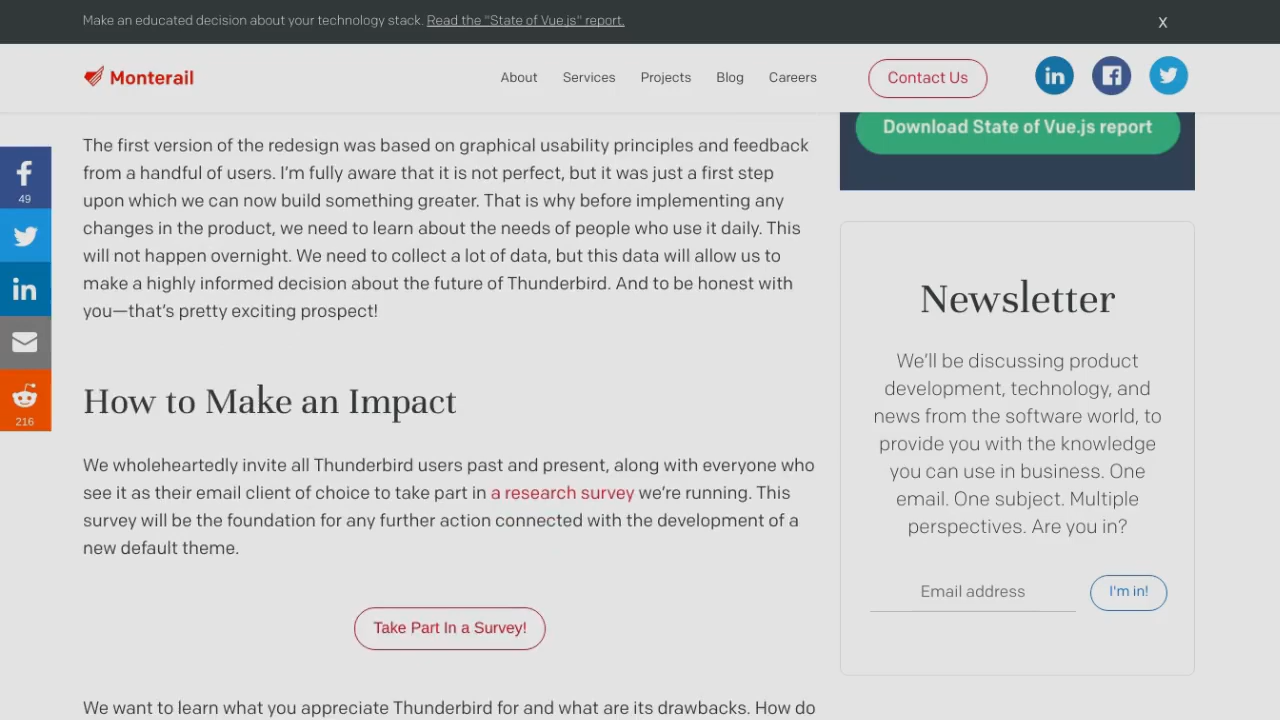 Make an educated decision about your technology stack. Read the "State of Vue.js" report.
X
Monterail
About
Services
Projects
Blog
Careers
Contact Us
49
216
The first version of the redesign was based on graphical usability principles and feedback
from a handful of users. I’m fully aware that it is not perfect, but it was just a first step
upon which we can now build something greater. That is why before implementing any
changes in the product, we need to learn about the needs of people who use it daily. This
will not happen overnight. We need to collect a lot of data, but this data will allow us to
make a highly informed decision about the future of Thunderbird. And to be honest with
you—that’s pretty exciting prospect!
How to Make an Impact
We wholeheartedly invite all Thunderbird users past and present, along with everyone who
see it as their email client of choice to take part in a research survey we’re running. This
survey will be the foundation for any further action connected with the development of a
new default theme.
Take Part In a Survey!
We want to learn what you appreciate Thunderbird for and what are its drawbacks. How do
Download State of Vue.js report
Newsletter
We’ll be discussing product
development, technology, and
news from the software world, to
provide you with the knowledge
you can use in business. One
email. One subject. Multiple
perspectives. Are you in?
Email address
I'm in!